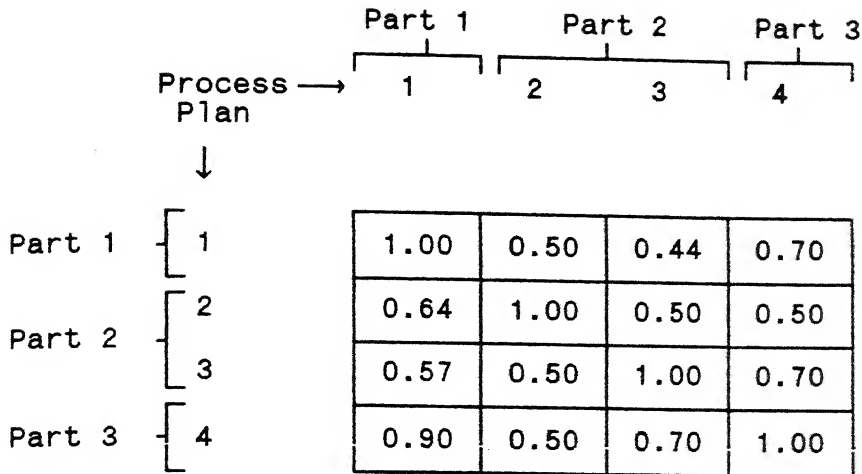 Part 1 Part 2 Part 3
Process → 1 2 3 4
Plan
↓
Part 1 1 1.00 0.50 0.44 0.70
2 0.64 1.00 0.50 0.50
Part 2
3 0.57 0.50 1.00 0.70
Part 3 4 0.90 0.50 0.70 1.00